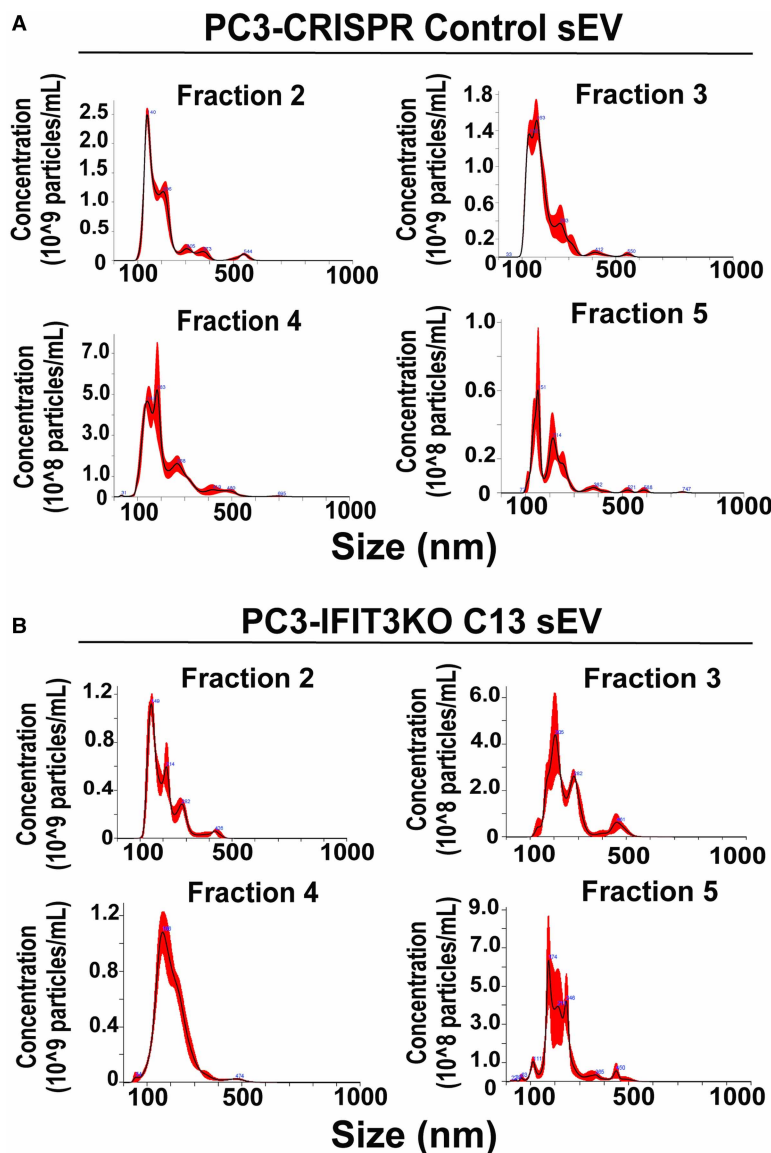 A
PC3-CRISPR Control sEV
Fraction 2
Concentration
(10^9 particles/mL)
2.5
2.0
1.5
1.0
0.5
0
100 500 1000
Fraction 3
Concentration
(10^9 particles/mL)
1.8
1.4
1.0
0.6
0.2
0
100 500 1000
Fraction 4
Concentration
(10^8 particles/mL)
7.0
5.0
3.0
1.0
0
100 500 1000
Fraction 5
Concentration
(10^8 particles/mL)
1.0
0.6
0.2
0
100 500 1000
747
Size (nm)
B
PC3-IFIT3KO C13 sEV
Fraction 2
Concentration
(10^9 particles/mL)
1.2
0.8
0.4
0
100 500 1000
Fraction 3
Concentration
(10^8 particles/mL)
6.0
4.0
2.0
0
100 500 1000
Fraction 4
Concentration
(10^9 particles/mL)
1.2
0.8
0.4
0
100 500 1000
474
Fraction 5
Concentration
(10^8 particles/mL)
9.0
7.0
5.0
3.0
1.0
0
100 500 1000
Size (nm)